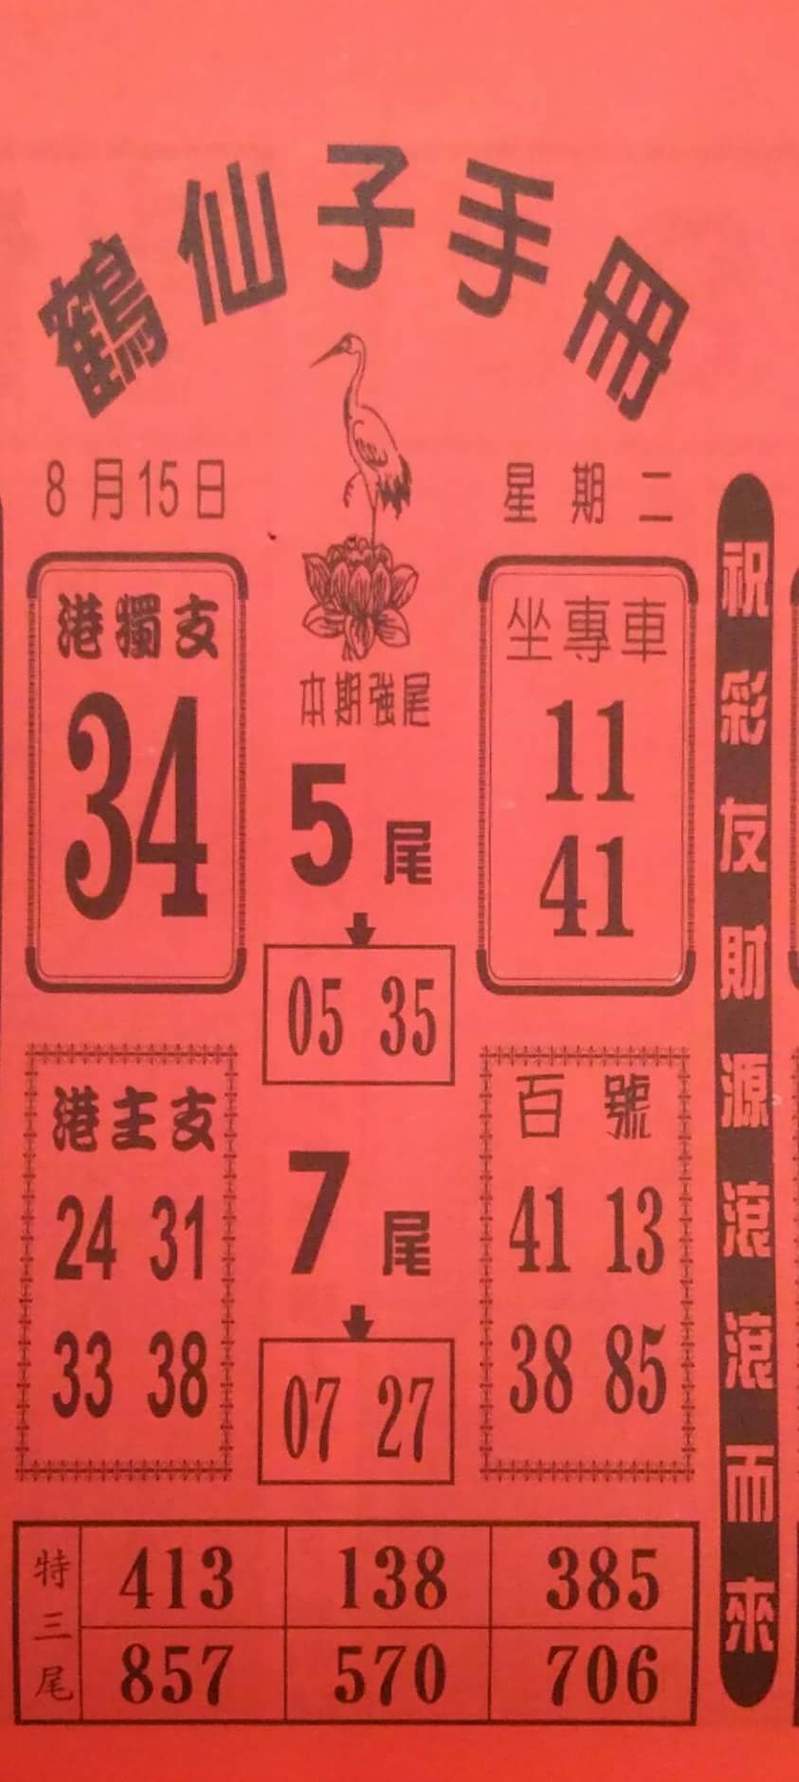 鶴仙子手冊
8月15日
星期二
港獨支
34
本期強尾
5尾
05 35
坐專車
11
41
港主支
24 31
33 38
7尾
07 27
百號
41 13
38 85
特三尾
413 138 385
857 570 706
祝彩友財源滾滾而來